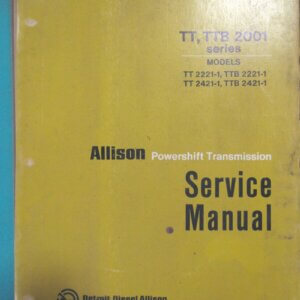 TT, TTB 2001
series
MODELS
TT 2221-1, TTB 2221-1
TT 2421-1, TTB 2421-1
Allison Powershift Transmission
Service
Manual
Detroit Diesel Allison